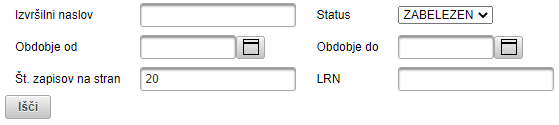 Izvršilni naslov Status ZABELEZEN
Obdobje od Obdobje do
Št. zapisov na stran 20 LRN
Išči